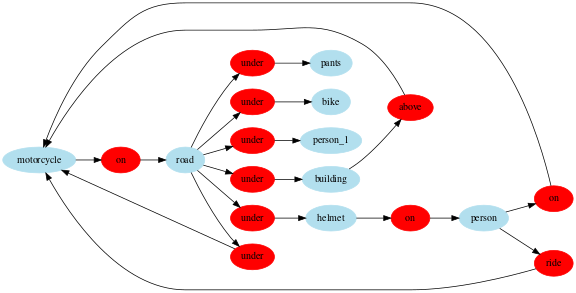 under
pants
under
bike
above
under
person_1
motorcycle
on
road
under
building
on
under
helmet
on
person
under
ride